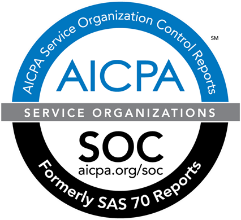 AICPA Service Organization Control Reports
SM
AICPA
SERVICE ORGANIZATIONS
SOC
aicpa.org/soc
Formerly SAS 70 Reports